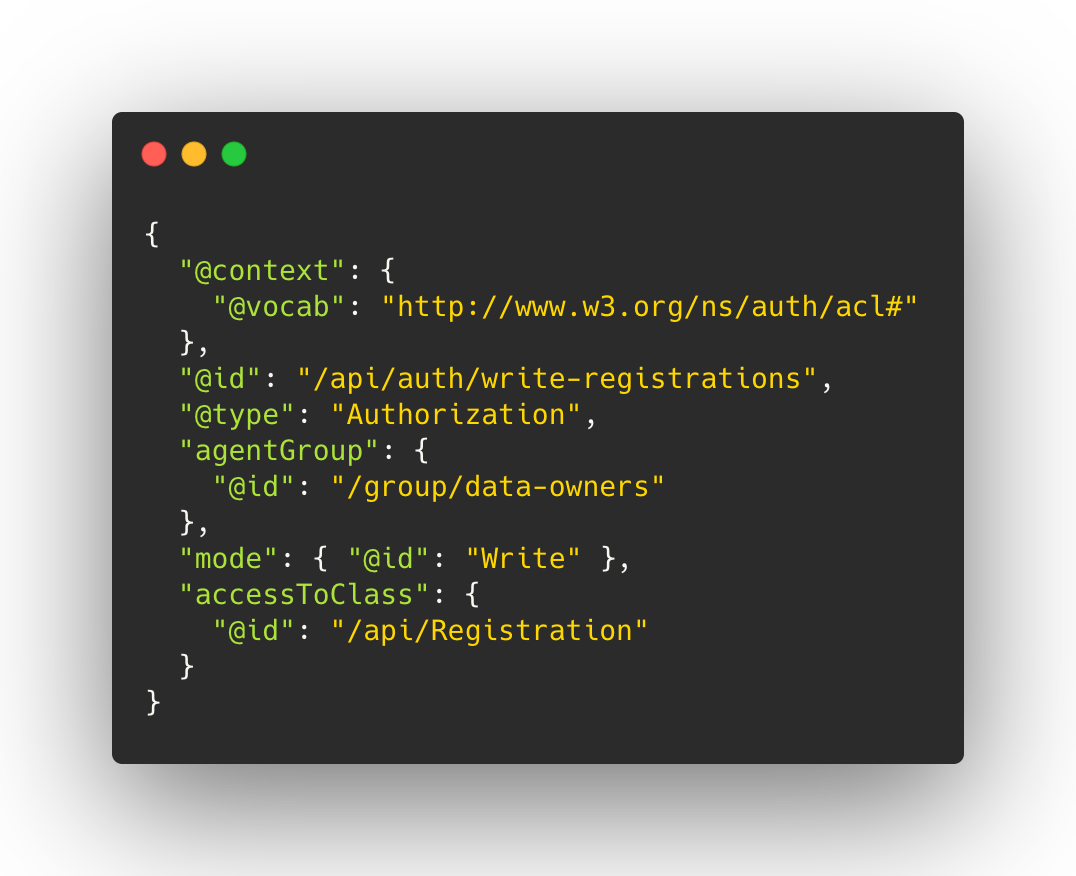 {
  "@context": {
    "@vocab": "http://www.w3.org/ns/auth/acl#"
  },
  "@id": "/api/auth/write-registrations",
  "@type": "Authorization",
  "agentGroup": {
    "@id": "/group/data-owners"
  },
  "mode": { "@id": "Write" },
  "accessToClass": {
    "@id": "/api/Registration"
  }
}